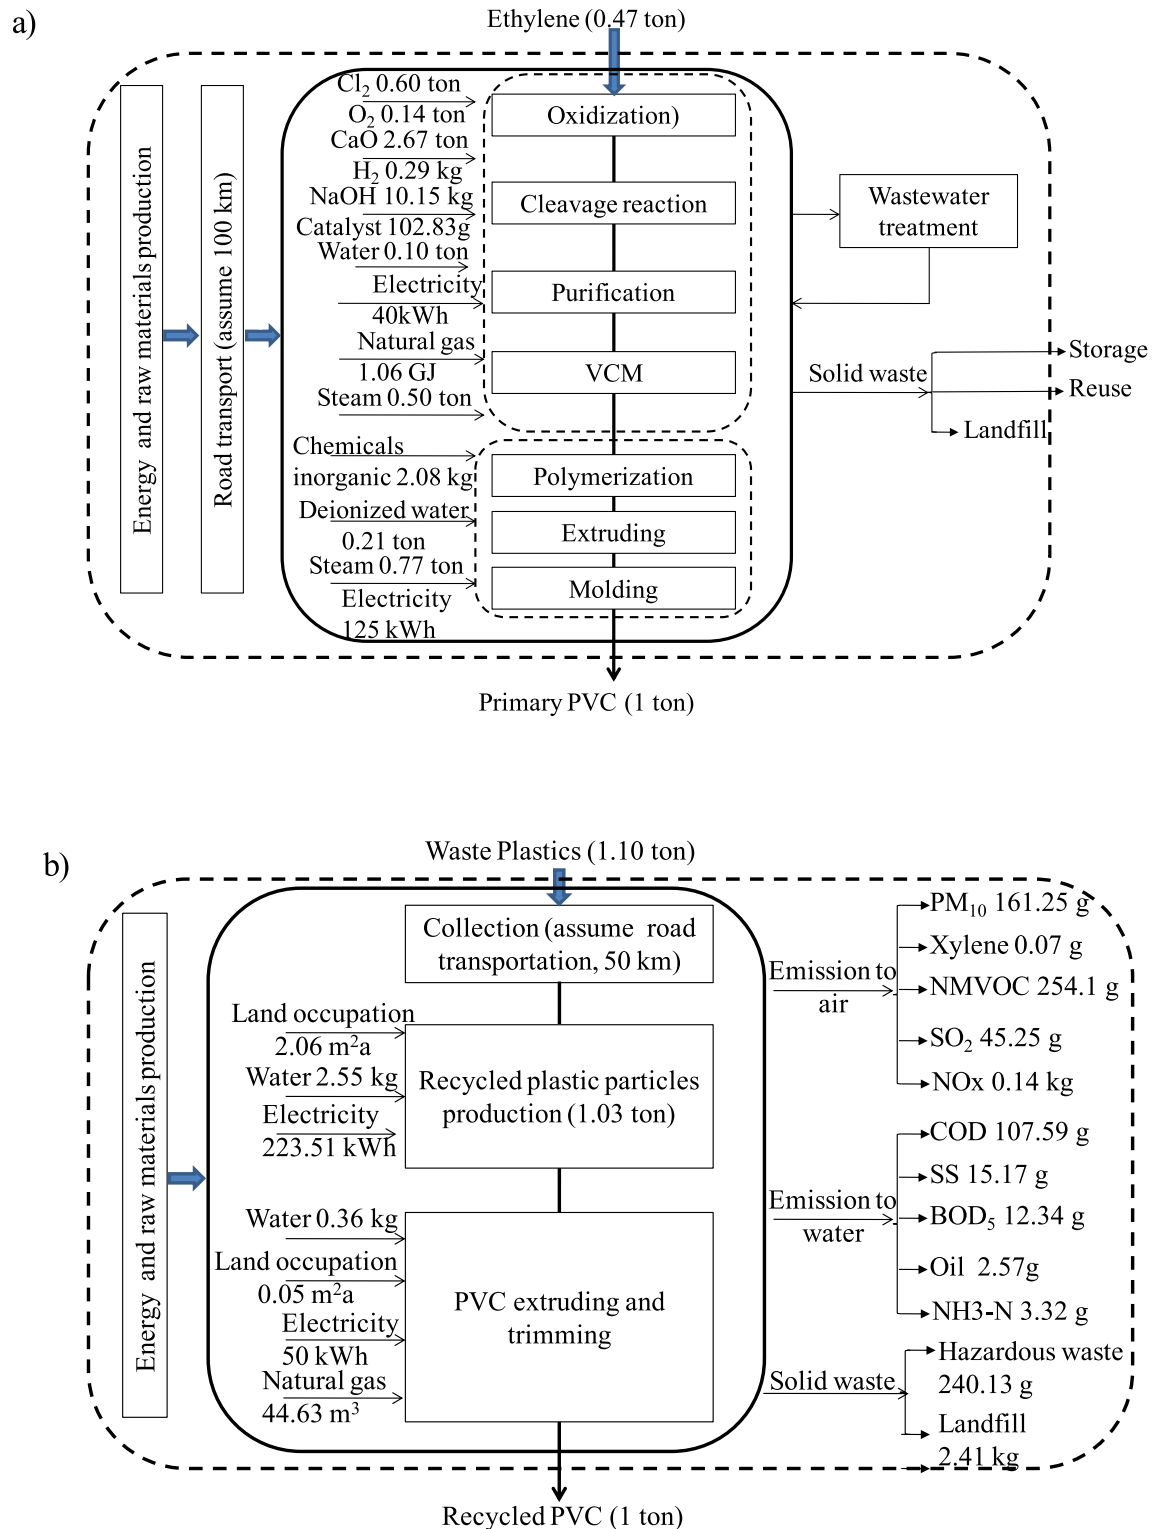 a)
Ethylene (0.47 ton)
Energy and raw materials production
Road transport (assume 100 km)
Cl₂ 0.60 ton
O₂ 0.14 ton
CaO 2.67 ton
H₂ 0.29 kg
NaOH 10.15 kg
Catalyst 102.83g
Water 0.10 ton
Electricity
40kWh
Natural gas
1.06 GJ
Steam 0.50 ton
Chemicals
inorganic 2.08 kg
Deionized water
0.21 ton
Steam 0.77 ton
Electricity
125 kWh
Oxidization)
Cleavage reaction
Purification
VCM
Polymerization
Extruding
Molding
Wastewater
treatment
Solid waste
Storage
Reuse
Landfill
Primary PVC (1 ton)
b)
Waste Plastics (1.10 ton)
Energy and raw materials production
Collection (assume road
transportation, 50 km)
Land occupation
2.06 m²a
Water 2.55 kg
Electricity
223.51 kWh
Recycled plastic particles
production (1.03 ton)
Water 0.36 kg
Land occupation
0.05 m²a
Electricity
50 kWh
Natural gas
44.63 m³
PVC extruding and
trimming
Emission to
air
PM₁₀ 161.25 g
Xylene 0.07 g
NMVOC 254.1 g
SO₂ 45.25 g
NOx 0.14 kg
Emission to
water
COD 107.59 g
SS 15.17 g
BOD₅ 12.34 g
Oil 2.57g
NH3-N 3.32 g
Solid waste
Hazardous waste
240.13 g
Landfill
2.41 kg
Recycled PVC (1 ton)